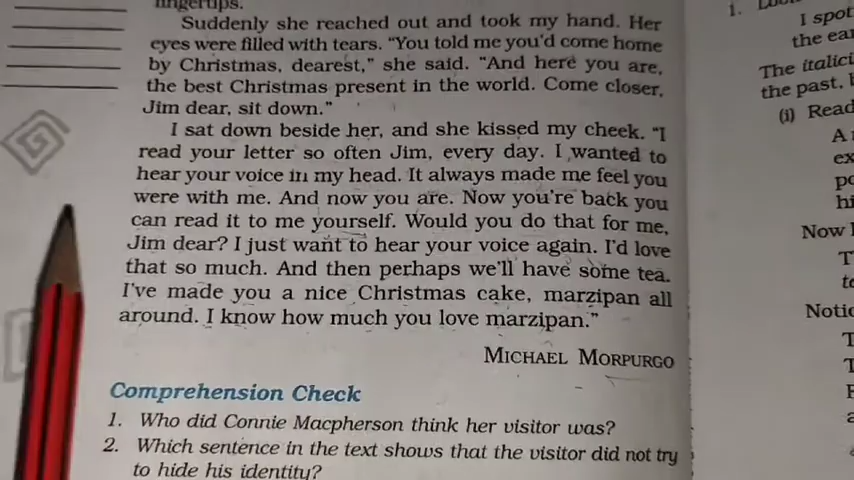 fingertips.
Suddenly she reached out and took my hand. Her
eyes were filled with tears. “You told me you’d come home
by Christmas, dearest,” she said. “And here you are,
the best Christmas present in the world. Come closer,
Jim dear, sit down.”
I sat down beside her, and she kissed my cheek. “I
read your letter so often Jim, every day. I wanted to
hear your voice in my head. It always made me feel you
were with me. And now you are. Now you’re back you
can read it to me yourself. Would you do that for me,
Jim dear? I just want to hear your voice again. I’d love
that so much. And then perhaps we’ll have some tea.
I’ve made you a nice Christmas cake, marzipan all
around. I know how much you love marzipan.”
MICHAEL MORPURGO
Comprehension Check
1. Who did Connie Macpherson think her visitor was?
2. Which sentence in the text shows that the visitor did not try
to hide his identity?
1.
I spot
the ea
The italici
the past,
(i) Read
A
ex
po
hi
Now
T
te
Notic
T
T